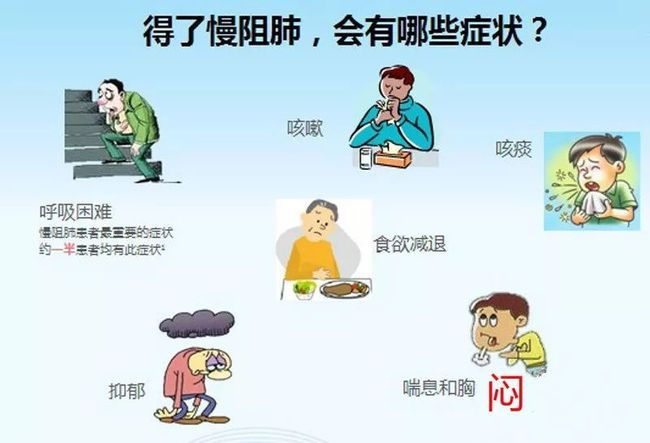 得了慢阻肺，会有哪些症状？
咳嗽
咳痰
呼吸困难
慢阻肺患者最重要的症状
约一半患者均有此症状¹
食欲减退
抑郁
喘息和胸闷